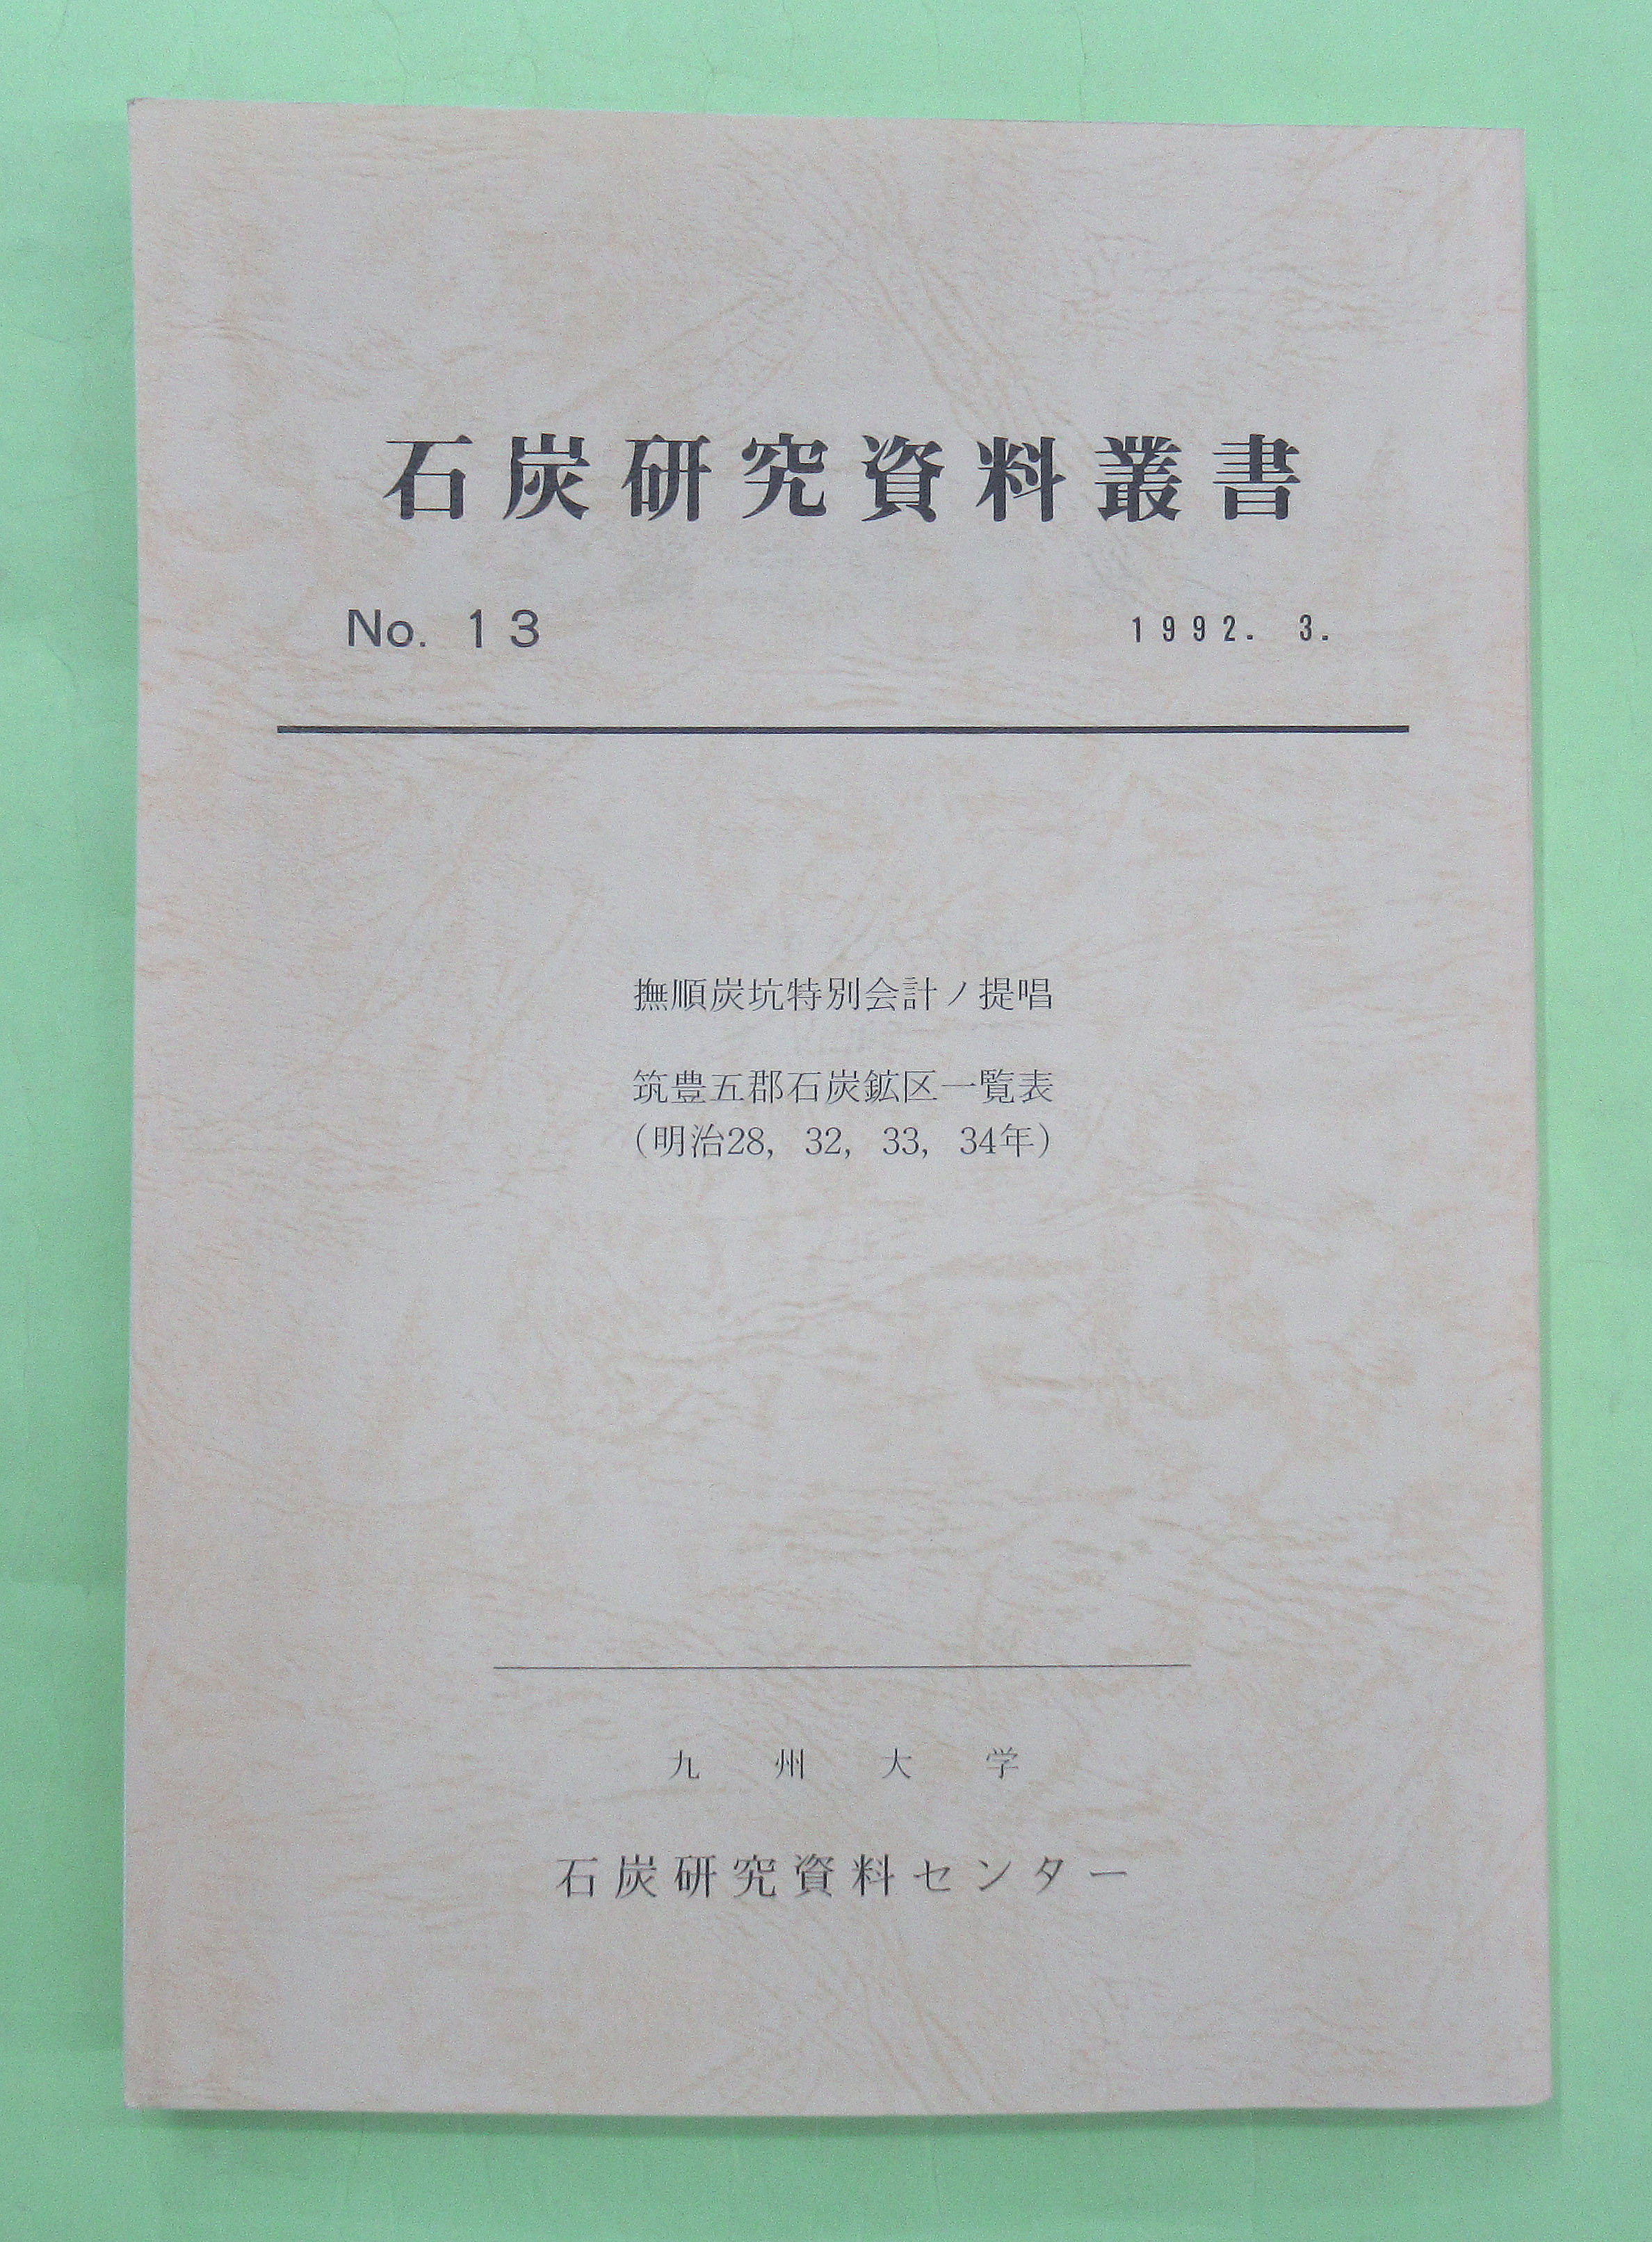 石炭研究資料叢書
No. 13 1992. 3.
撫順炭坑特別会計ノ提唱
筑豊五郡石炭鉱区一覧表
(明治28, 32, 33, 34年)
九州大学
石炭研究資料センター